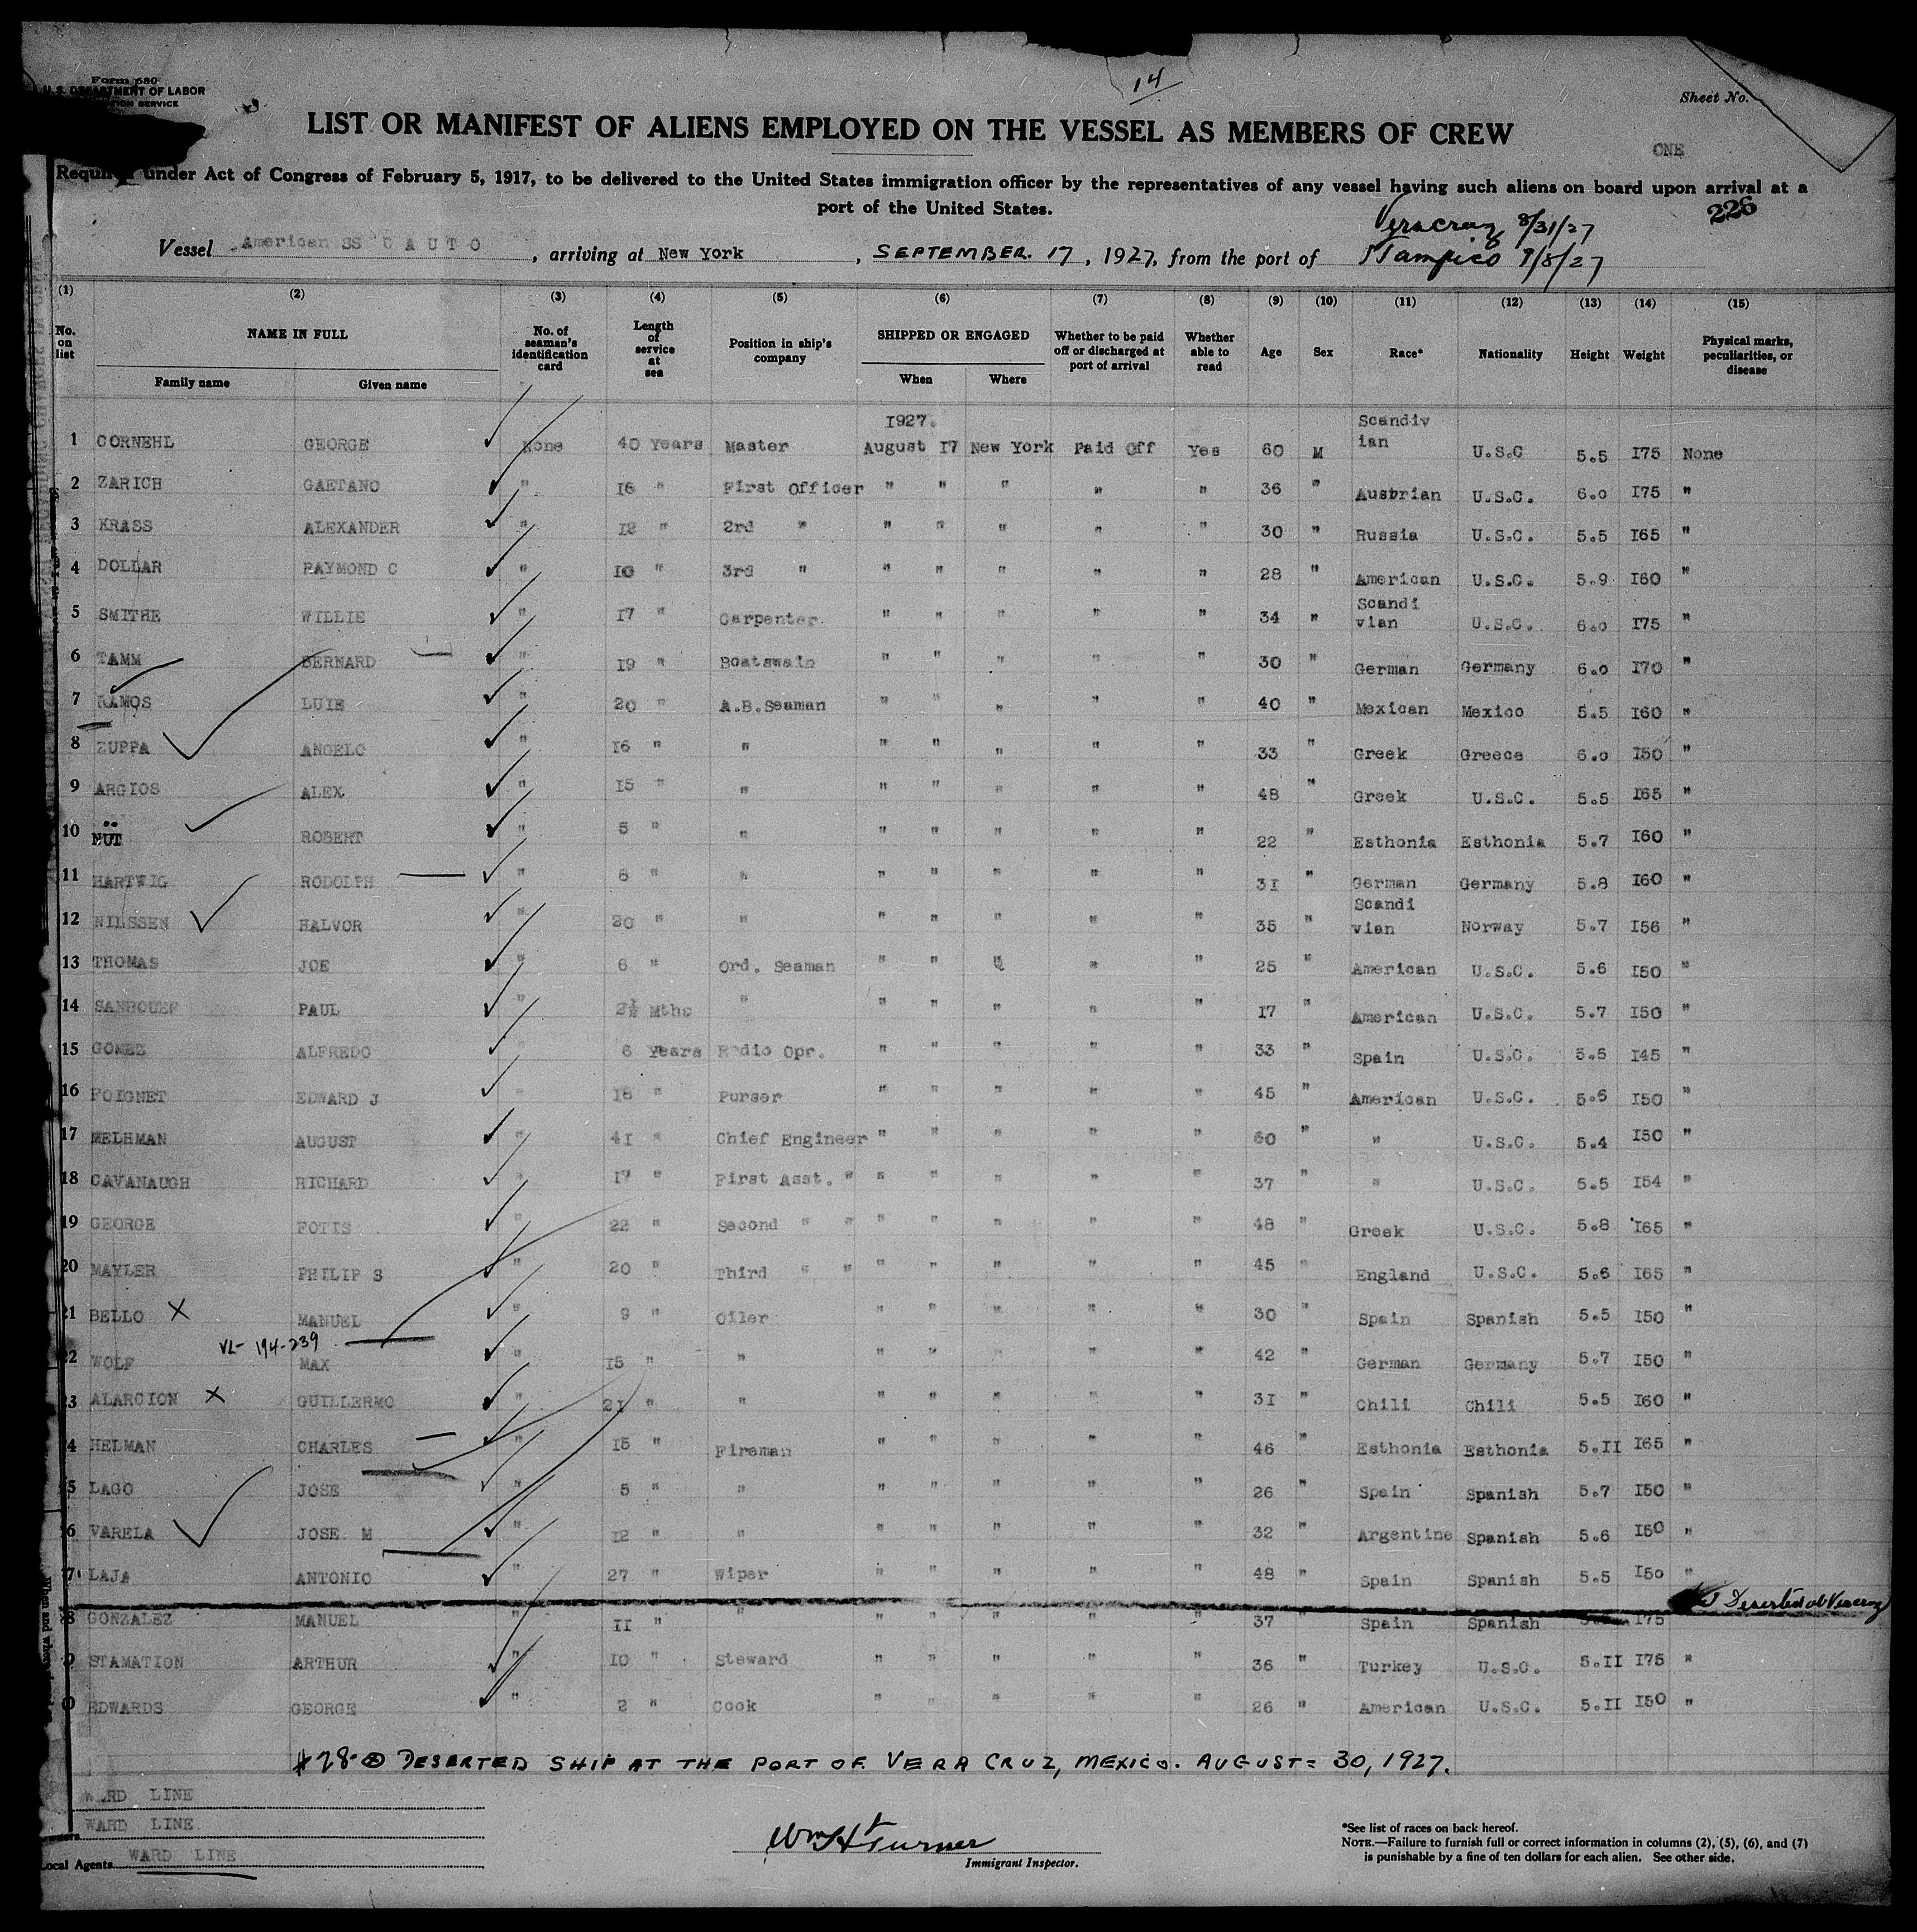 Form 680
U. S. DEPARTMENT OF LABOR
SERVICE
14
Sheet No.
LIST OR MANIFEST OF ALIENS EMPLOYED ON THE VESSEL AS MEMBERS OF CREW
ONE
Required under Act of Congress of February 5, 1917, to be delivered to the United States immigration officer by the representatives of any vessel having such aliens on board upon arrival at a
port of the United States.
226
Veracruz 8/31/27
Vessel American SS CAUTO, arriving at New York, SEPTEMBER. 17, 1927, from the port of Tampico 9/8/27
(1) (2) (3) (4) (5) (6) (7) (8) (9) (10) (11) (12) (13) (14) (15)
No. on list NAME IN FULL Family name Given name No. of seaman's identification card Length of service at sea Position in ship's company SHIPPED OR ENGAGED When Where Whether to be paid off or discharged at port of arrival Whether able to read Age Sex Race* Nationality Height Weight Physical marks, peculiarities, or disease
1 CORNEHL GEORGE None 40 Years Master 1927. August 17 New York Paid Off Yes 60 M Scandiv ian U.S.C 5.5 175 None
2 ZARICH GAETANO " 16 " First Officer " " " " " 36 " Austrian U.S.C. 6.0 175 "
3 KRASS ALEXANDER " 12 " 2rd " " " " " " 30 " Russia U.S.C. 5.5 165 "
4 DOLLAR RAYMOND C " 10 " 3rd " " " " " " 28 " American U.S.C. 5.9 160 "
5 SMITHE WILLIE " 17 " Carpenter. " " " " " 34 " Scandi vian U.S.C. 6.0 175 "
6 TAMM BERNARD " 19 " Boatswain " " " " " 30 " German Germany 6.0 170 "
7 RAMOS LUIE " 20 " A.B.Seaman " " " " " 40 " Mexican Mexico 5.5 160 "
8 ZUPPA ANGELO " 16 " " " " " " " 33 " Greek Greece 6.0 150 "
9 ARGIOS ALEX. " 15 " " " " " " " 48 " Greek U.S.C. 5.5 165 "
10 NÜT ROBERT " 5 " " " " " " " 22 " Esthonia Esthonia 5.7 160 "
11 HARTWIG RODOLPH " 8 " " " " " " " 31 " German Germany 5.8 160 "
12 NILSSEN HALVOR " 20 " " " " " " " 35 " Scandi vian Norway 5.7 156 "
13 THOMAS JOE " 6 " Ord. Seaman " " " " " 25 " American U.S.C. 5.6 150 "
14 PAUL " 2½ Mths " " " " " " 17 " American U.S.C. 5.7 150 "
15 GOMEZ ALFREDO 6 Years Radio Opr. " " " " " 33 " Spain U.S.C. 5.6 145 "
16 POIGNET EDWARD J " 18 " Purser " " " " " 45 " American U.S.C. 5.6 150 "
17 MELHMAN AUGUST " 41 " Chief Engineer " " " " " 60 " " U.S.C. 5.4 150 "
18 CAVANAUGH RICHARD " 17 " First Asst. " " " " " " 37 " " U.S.C. 5.5 154 "
19 GEORGE FOTIS " 22 " Second " " " " " " " 48 " Greek U.S.C. 5.8 165 "
20 MAYLER PHILIP S " 20 " Third " " " " " " " 45 " England U.S.C. 5.6 165 "
21 BELLO X MANUEL " 9 " Oiler " " " " " 30 " Spain Spanish 5.5 150 "
VL- 194-239
22 WOLF MAX " 15 " " " " " " " 42 " German Germany 5.7 150 "
3 ALARCION X GUILLERMO " 21 " " " " " " " 31 " Chili Chili 5.5 160 "
4 HELMAN CHARLES " 15 " Fireman " " " " " 46 " Esthonia Esthonia 5.11 165 "
5 LAGO JOSE " 5 " " " " " " " 26 " Spain Spanish 5.7 150 "
6 VARELA JOSE M " 12 " " " " " " " 32 " Argentine Spanish 5.6 150 "
7 LAJA ANTONIO " 27 " Wiper " " " " " 48 " Spain Spanish 5.5 150 "
8 GONZALEZ MANUEL " 11 " " " " " " " 37 " Spain Spanish 175 Deserted at Veracruz
9 STAMATION ARTHUR " 10 " Steward " " " " " 36 " Turkey U.S.C. 5.11 175 "
0 EDWARDS GEORGE " 2 " Cook " " " " " 26 " American U.S.C. 5.11 150 "
#28- DESERTED SHIP AT THE PORT OF VERA CRUZ, MEXICO. AUGUST= 30, 1927.
WARD LINE
WARD LINE
Local Agents WARD LINE
Wm H Turner
Immigrant Inspector.
*See list of races on back hereof.
NOTE.—Failure to furnish full or correct information in columns (2), (5), (6), and (7)
is punishable by a fine of ten dollars for each alien. See other side.